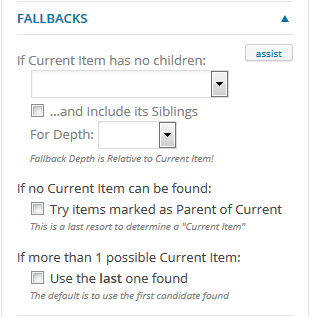 FALLBACKS
assist
If Current Item has no children:
...and Include its Siblings
For Depth:
Fallback Depth is Relative to Current Item!
If no Current Item can be found:
Try items marked as Parent of Current
This is a last resort to determine a "Current Item"
If more than 1 possible Current Item:
Use the last one found
The default is to use the first candidate found